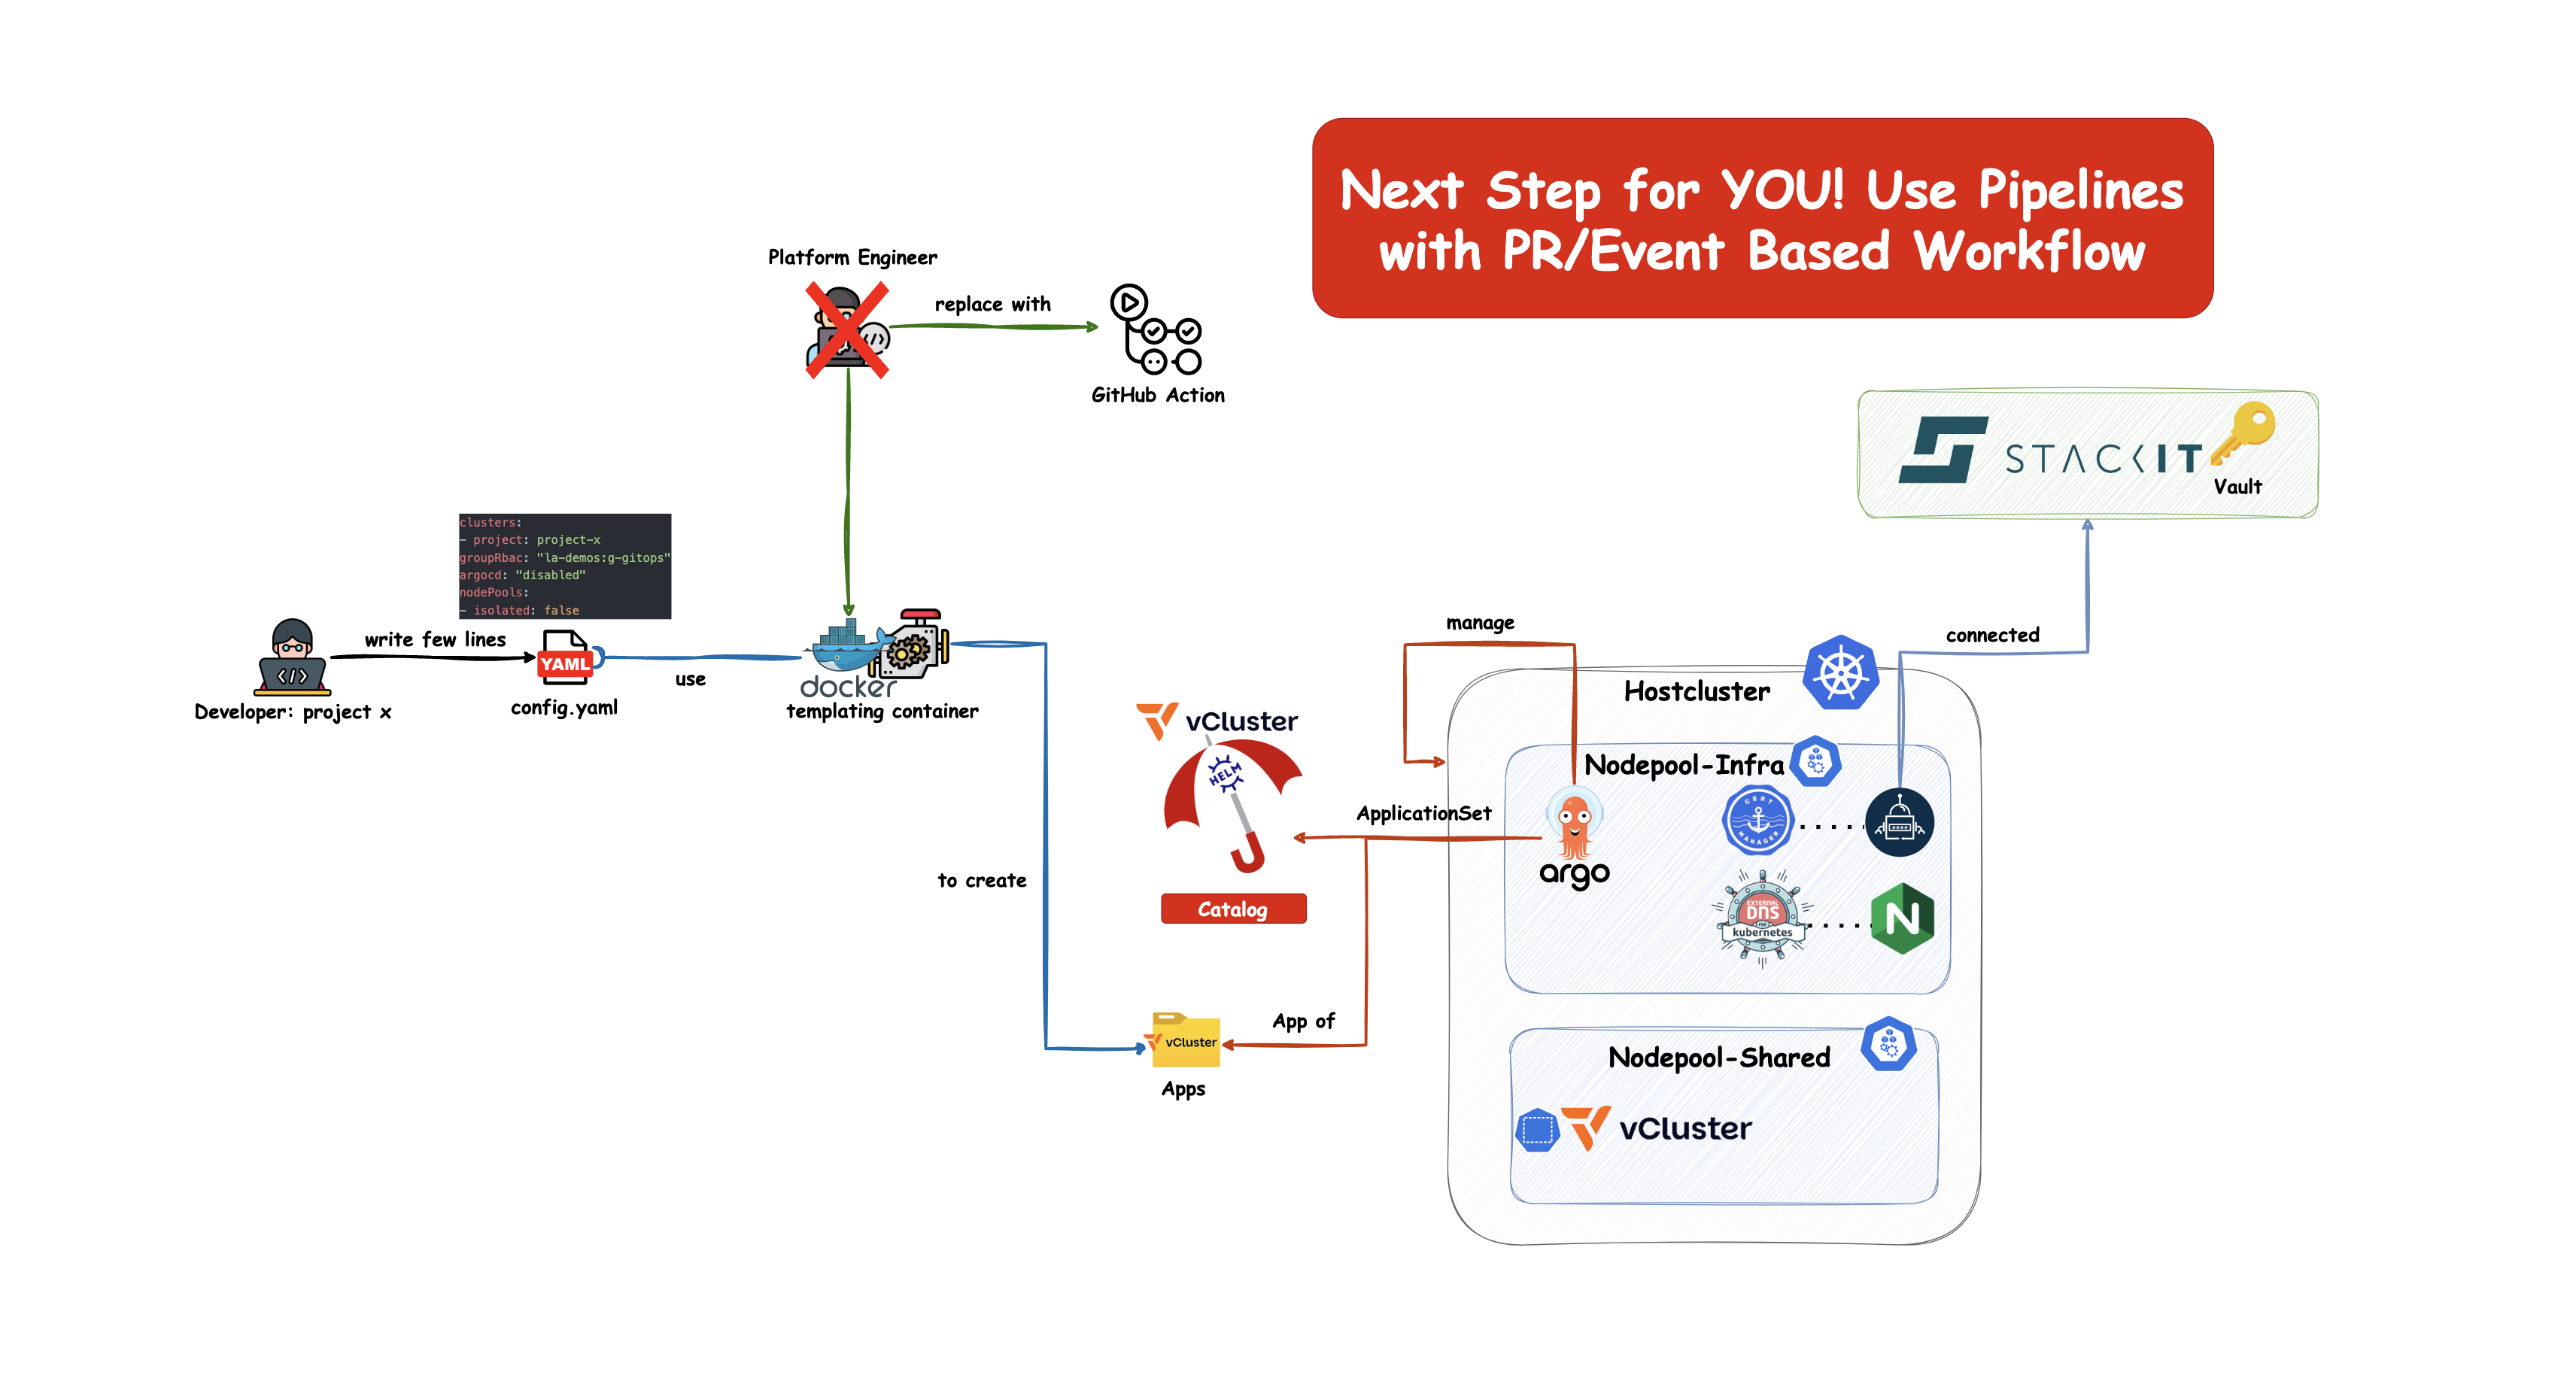 Next Step for YOU! Use Pipelines
with PR/Event Based Workflow
Platform Engineer
replace with
GitHub Action
STACKIT
Vault
clusters:
- project: project-x
groupRbac: "la-demos:g-gitops"
argocd: "disabled"
nodePools:
- isolated: false
write few lines
YAML
config.yaml
Developer: project x
use
docker
templating container
to create
vCluster
HELM
Catalog
manage
ApplicationSet
App of
vCluster
Apps
connected
Hostcluster
Nodepool-Infra
argo
CERT
MANAGER
EXTERNAL
DNS
FOR
kubernetes
N
Nodepool-Shared
vCluster